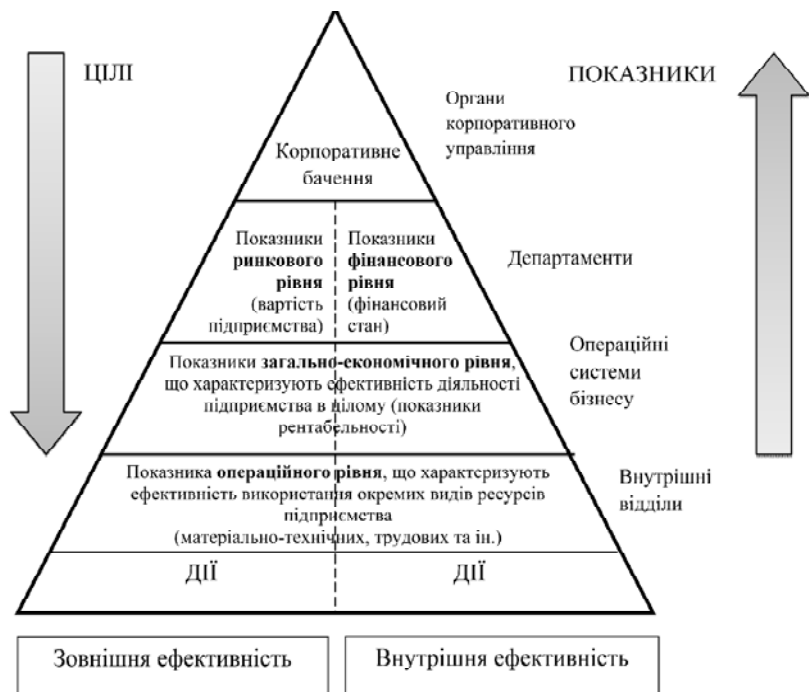 ЦІЛІ
ПОКАЗНИКИ
Органи
корпоративного
управління
Корпоративне
бачення
Показники
ринкового
рівня
(вартість
підприємства)
Показники
фінансового
рівня
(фінансовий
стан)
Департаменти
Показники загально-економічного рівня,
що характеризують ефективність діяльності
підприємства в цілому (показники
рентабельності)
Операційні
системи
бізнесу
Показника операційного рівня, що характеризують
ефективність використання окремих видів ресурсів
підприємства
(матеріально-технічних, трудових та ін.)
Внутрішні
відділи
ДІЇ
ДІЇ
Зовнішня ефективність
Внутрішня ефективність